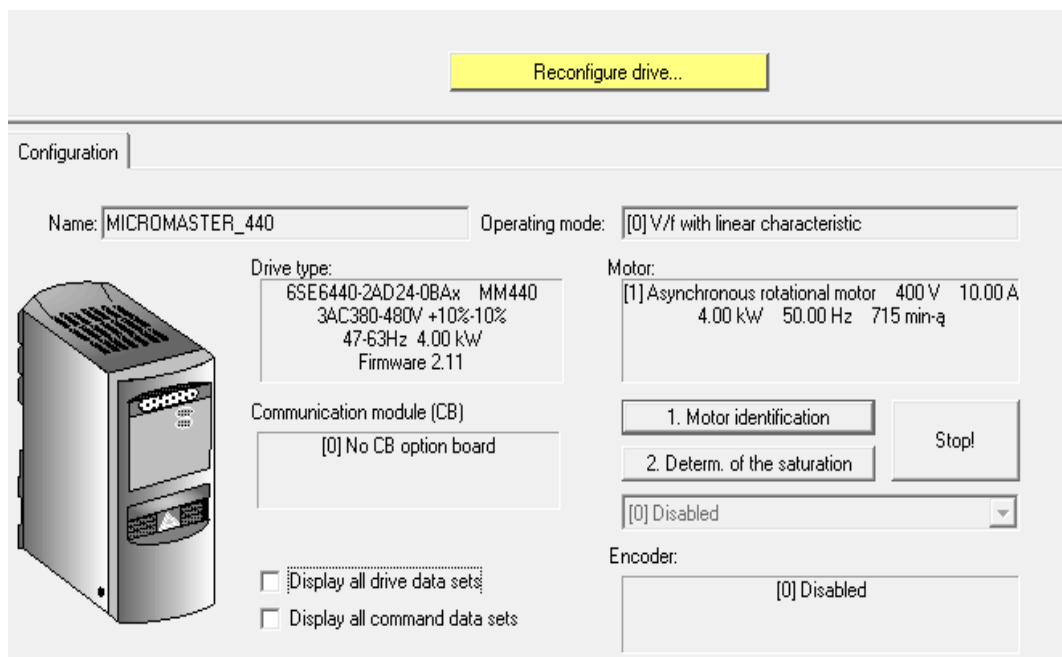 Reconfigure drive...
Configuration
Name: MICROMASTER_440
Operating mode: [0] V/f with linear characteristic
Drive type:
6SE6440-2AD24-0BAx MM440
3AC380-480V +10%-10%
47-63Hz 4.00 kW
Firmware 2.11
Motor:
[1] Asynchronous rotational motor 400 V 10.00 A
4.00 kW 50.00 Hz 715 min-ą
Communication module (CB)
[0] No CB option board
1. Motor identification
2. Determ. of the saturation
Stop!
[0] Disabled
Encoder:
[0] Disabled
Display all drive data sets
Display all command data sets